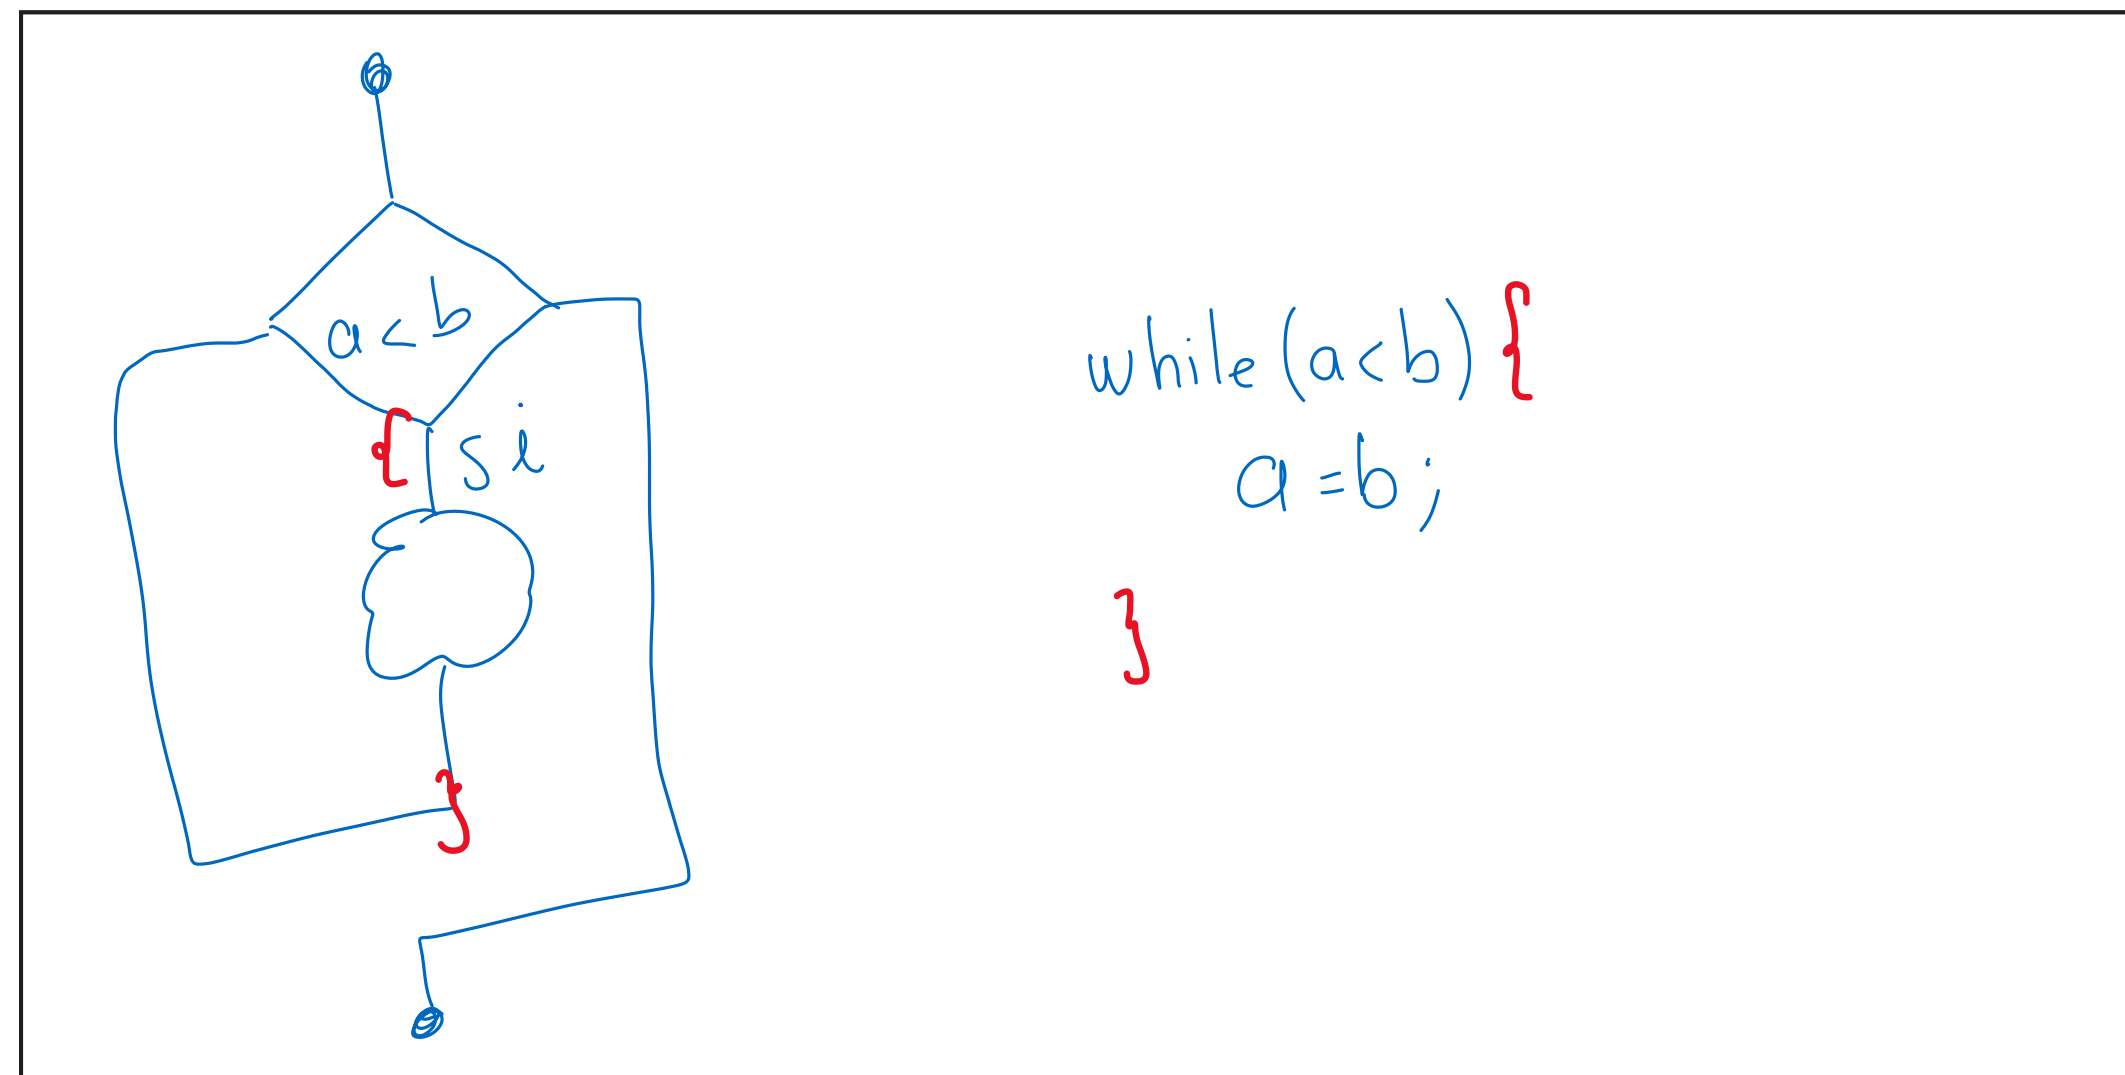 a<b
{ si
}
while(a<b){
a=b;
}